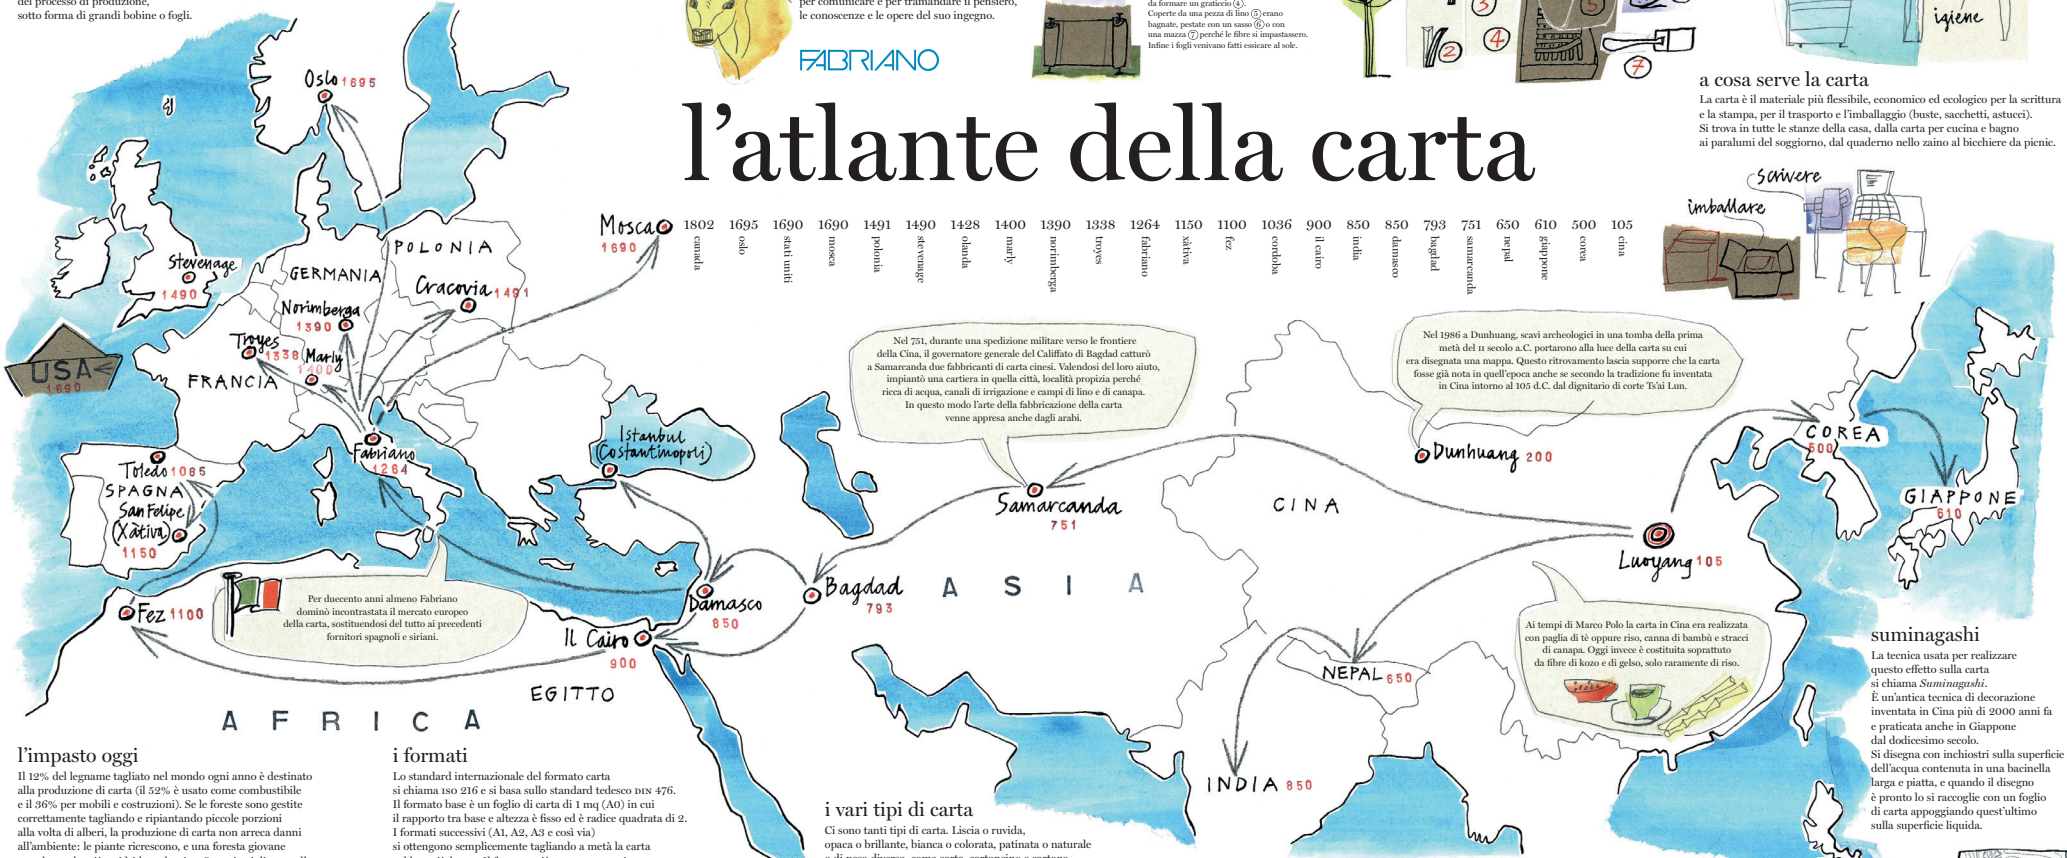 del processo di produzione,
sotto forma di grandi bobine o fogli.
per comunicare e per tramandare il pensiero,
le conoscenze e le opere del suo ingegno.
FABRIANO
da formare un graticcio ④.
Coperte da una pezza di lino ⑤ erano
bagnate, pestate con un sasso ⑥ o con
una mazza ⑦ perché le fibre si impastassero.
Infine i fogli venivano fatti essicare al sole.
3
5
2
4
7
igiene
a cosa serve la carta
La carta è il materiale più flessibile, economico ed ecologico per la scrittura
e la stampa, per il trasporto e l'imballaggio (buste, sacchetti, astucci).
Si trova in tutte le stanze della casa, dalla carta per cucina e bagno
ai paralumi del soggiorno, dal quaderno nello zaino al bicchiere da picnic.
scrivere
imballare
l'atlante della carta
1802 canada
1695 oslo
1690 stati uniti
1690 mosca
1491 polonia
1490 stevenage
1428 olanda
1400 marly
1390 norimberga
1338 troyes
1264 fabriano
1150 xàtiva
1100 fez
1036 cordoba
900 il cairo
850 india
850 damasco
793 bagdad
751 samarcanda
650 nepal
610 giappone
500 corea
105 cina
Oslo 1695
Mosca
1690
POLONIA
Stevenage
1490
GERMANIA
Cracovia 1491
Norimberga
1390
Troyes
1338
Marly
1400
USA
1690
FRANCIA
Istanbul
(Costantinopoli)
Fabriano
1264
Toledo 1085
SPAGNA
San Felipe
(Xàtiva)
1150
Nel 751, durante una spedizione militare verso le frontiere
della Cina, il governatore generale del Califfato di Bagdad catturò
a Samarcanda due fabbricanti di carta cinesi. Valendosi del loro aiuto,
impiantò una cartiera in quella città, località propizia perché
ricca di acqua, canali di irrigazione e campi di lino e di canapa.
In questo modo l'arte della fabbricazione della carta
venne appresa anche dagli arabi.
Nel 1986 a Dunhuang, scavi archeologici in una tomba della prima
metà del II secolo a.C. portarono alla luce della carta su cui
era disegnata una mappa. Questo ritrovamento lascia supporre che la carta
fosse già nota in quell'epoca anche se secondo la tradizione fu inventata
in Cina intorno al 105 d.C. dal dignitario di corte Ts'ai Lun.
Dunhuang 200
COREA
500
GIAPPONE
610
Samarcanda
751
CINA
Luoyang 105
Bagdad
793
ASIA
Damasco
850
Fez 1100
Per duecento anni almeno Fabriano
dominò incontrastata il mercato europeo
della carta, sostituendosi del tutto ai precedenti
fornitori spagnoli e siriani.
Il Cairo
900
EGITTO
AFRICA
NEPAL 650
INDIA 850
Ai tempi di Marco Polo la carta in Cina era realizzata
con paglia di tè oppure riso, canna di bambù e stracci
di canapa. Oggi invece è costituita soprattuto
da fibre di kozo e di gelso, solo raramente di riso.
suminagashi
La tecnica usata per realizzare
questo effetto sulla carta
si chiama Suminagashi.
È un'antica tecnica di decorazione
inventata in Cina più di 2000 anni fa
e praticata anche in Giappone
dal dodicesimo secolo.
Si disegna con inchiostri sulla superficie
dell'acqua contenuta in una bacinella
larga e piatta, e quando il disegno
è pronto lo si raccoglie con un foglio
di carta appoggiando quest'ultimo
sulla superficie liquida.
l'impasto oggi
Il 12% del legname tagliato nel mondo ogni anno è destinato
alla produzione di carta (il 52% è usato come combustibile
e il 36% per mobili e costruzioni). Se le foreste sono gestite
correttamente tagliando e ripiantando piccole porzioni
alla volta di alberi, la produzione di carta non arreca danni
all'ambiente: le piante ricrescono, e una foresta giovane
i formati
Lo standard internazionale del formato carta
si chiama ISO 216 e si basa sullo standard tedesco DIN 476.
Il formato base è un foglio di carta di 1 mq (A0) in cui
il rapporto tra base e altezza è fisso ed è radice quadrata di 2.
I formati successivi (A1, A2, A3 e così via)
si ottengono semplicemente tagliando a metà la carta
i vari tipi di carta
Ci sono tanti tipi di carta. Liscia o ruvida,
opaca o brillante, bianca o colorata, patinata o naturale